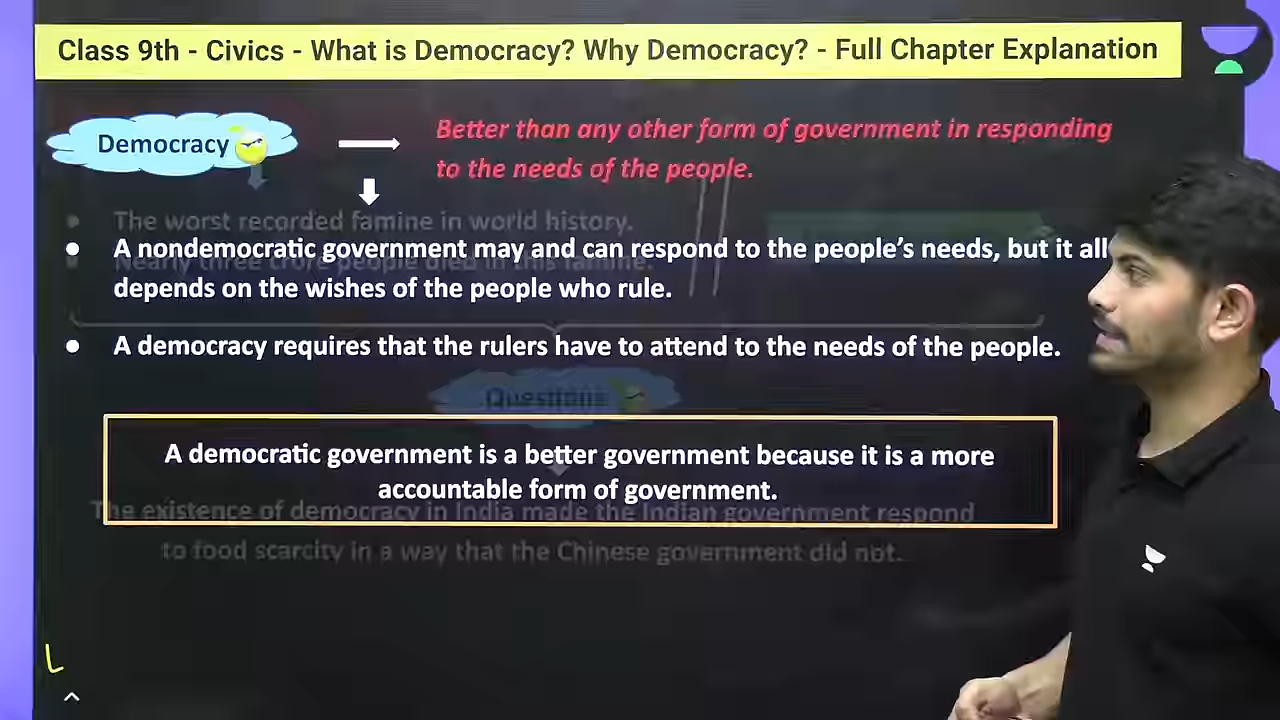 Class 9th - Civics - What is Democracy? Why Democracy? - Full Chapter Explanation
Democracy
Better than any other form of government in responding
to the needs of the people.
The worst recorded famine in world history.
• A nondemocratic government may and can respond to the people's needs, but it all
Nearly three crore people died in this famine.
depends on the wishes of the people who rule.
• A democracy requires that the rulers have to attend to the needs of the people.
Questions
A democratic government is a better government because it is a more
accountable form of government.
The existence of democracy in India made the Indian government respond
to food scarcity in a way that the Chinese government did not.
L